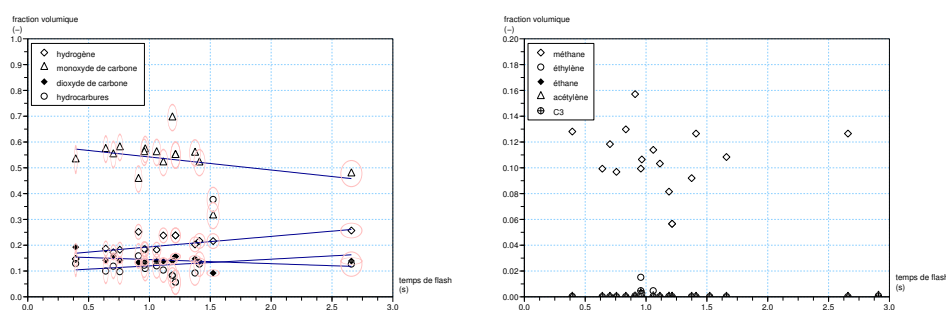 fraction volumique
(−)
1.0
0.9
0.8
0.7
0.6
0.5
0.4
0.3
0.2
0.1
0.0
hydrogène
monoxyde de carbone
dioxyde de carbone
hydrocarbures
0.0
0.5
1.0
1.5
2.0
2.5
3.0
temps de flash
(s)
fraction volumique
(−)
0.20
0.18
0.16
0.14
0.12
0.10
0.08
0.06
0.04
0.02
0.00
méthane
éthylène
éthane
acétylène
C3
0.0
0.5
1.0
1.5
2.0
2.5
3.0
temps de flash
(s)